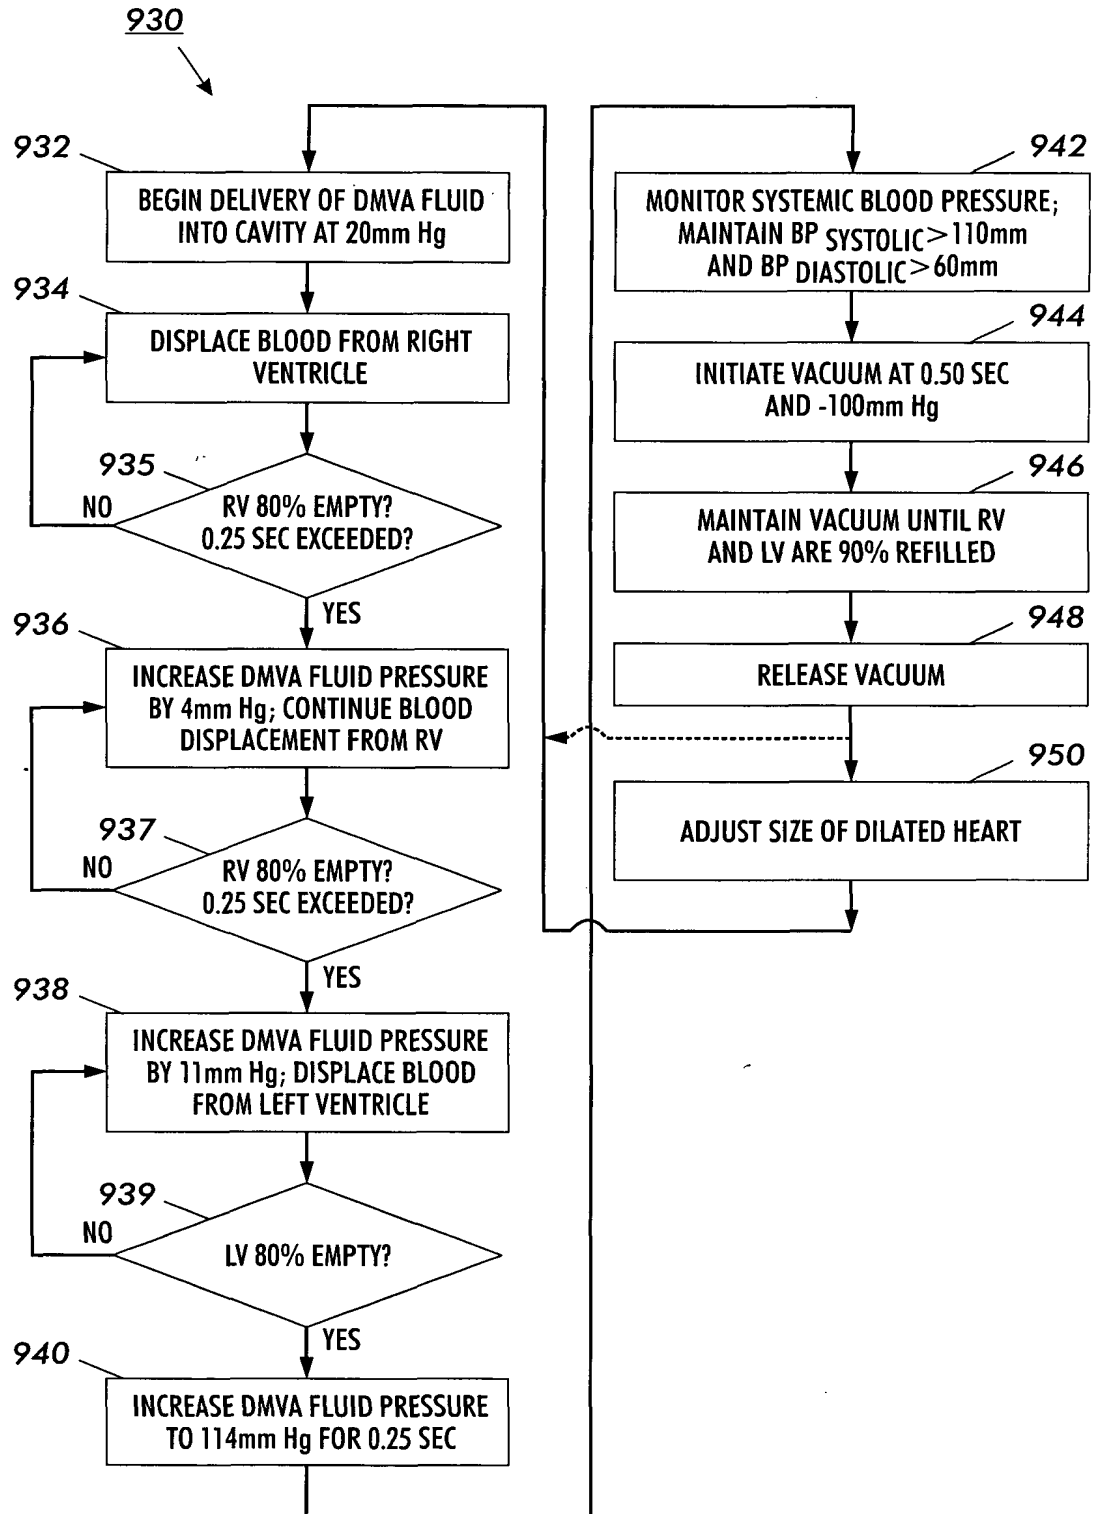 930
932
BEGIN DELIVERY OF DMVA FLUID
INTO CAVITY AT 20mm Hg
934
DISPLACE BLOOD FROM RIGHT
VENTRICLE
935
RV 80% EMPTY?
0.25 SEC EXCEEDED?
NO
YES
936
INCREASE DMVA FLUID PRESSURE
BY 4mm Hg; CONTINUE BLOOD
DISPLACEMENT FROM RV
937
RV 80% EMPTY?
0.25 SEC EXCEEDED?
NO
YES
938
INCREASE DMVA FLUID PRESSURE
BY 11mm Hg; DISPLACE BLOOD
FROM LEFT VENTRICLE
939
LV 80% EMPTY?
NO
YES
940
INCREASE DMVA FLUID PRESSURE
TO 114mm Hg FOR 0.25 SEC
942
MONITOR SYSTEMIC BLOOD PRESSURE;
MAINTAIN BP SYSTOLIC>110mm
AND BP DIASTOLIC>60mm
944
INITIATE VACUUM AT 0.50 SEC
AND -100mm Hg
946
MAINTAIN VACUUM UNTIL RV
AND LV ARE 90% REFILLED
948
RELEASE VACUUM
950
ADJUST SIZE OF DILATED HEART